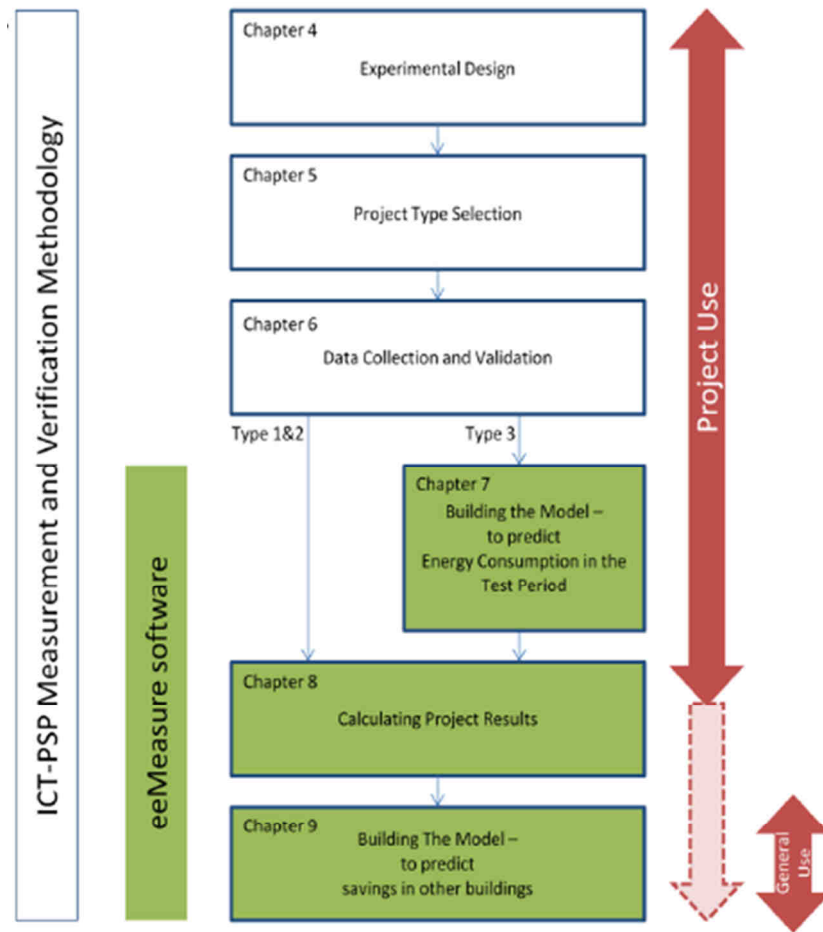 ICT-PSP Measurement and Verification Methodology
eeMeasure software
Chapter 4
Experimental Design
Chapter 5
Project Type Selection
Chapter 6
Data Collection and Validation
Type 1&2
Type 3
Chapter 7
Building the Model –
to predict
Energy Consumption in the
Test Period
Chapter 8
Calculating Project Results
Chapter 9
Building The Model –
to predict
savings in other buildings
Project Use
General
Use